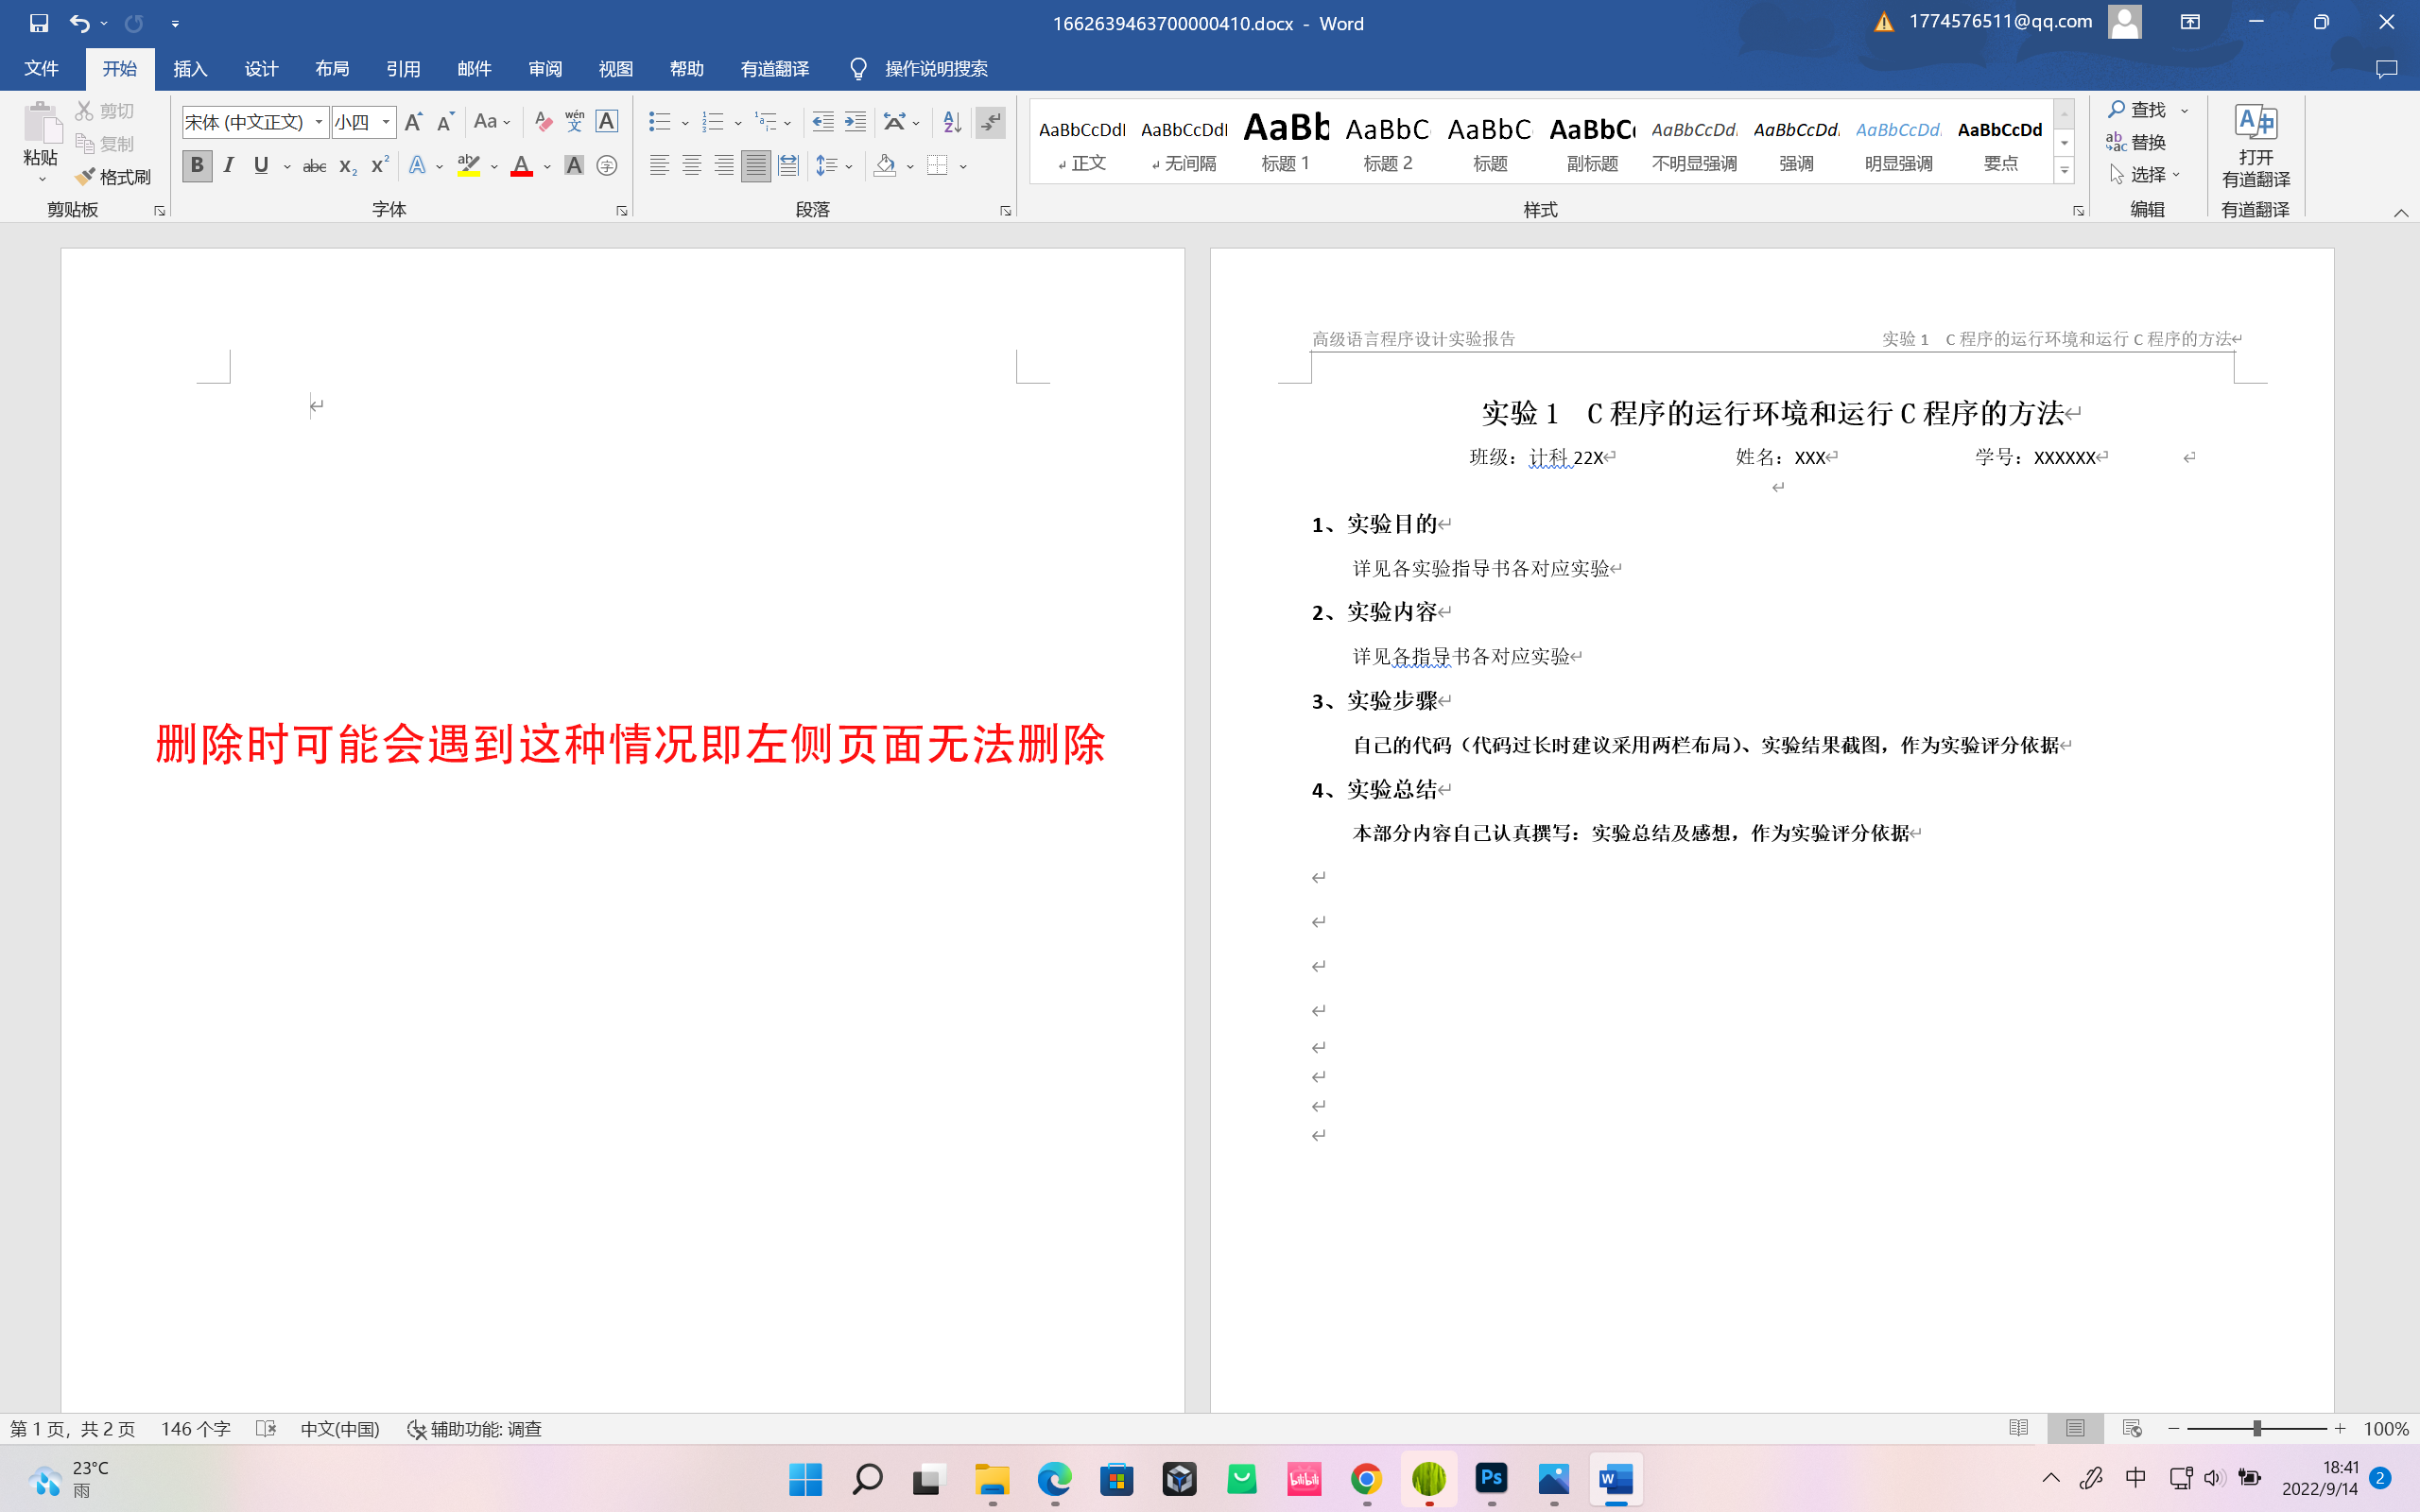 1662639463700000410.docx - Word
1774576511@qq.com
文件 开始 插入 设计 布局 引用 邮件 审阅 视图 帮助 有道翻译 操作说明搜索
粘贴 剪切 复制 格式刷
剪贴板
宋体 (中文正文) 小四
字体
段落
AaBbCcDdI AaBbCcDdI AaBb AaBbC AaBbC AaBbC AaBbCcDd AaBbCcDd AaBbCcDd AaBbCcDd
正文 无间隔 标题 1 标题 2 标题 副标题 不明显强调 强调 明显强调 要点
样式
查找
替换
选择
编辑
打开
有道翻译
有道翻译
删除时可能会遇到这种情况即左侧页面无法删除
高级语言程序设计实验报告 实验 1 C 程序的运行环境和运行 C 程序的方法
实验 1 C 程序的运行环境和运行 C 程序的方法
班级：计科 22X 姓名：XXX 学号：XXXXXX
1、实验目的
详见各实验指导书各对应实验
2、实验内容
详见各指导书各对应实验
3、实验步骤
自己的代码（代码过长时建议采用两栏布局）、实验结果截图，作为实验评分依据
4、实验总结
本部分内容自己认真撰写：实验总结及感想，作为实验评分依据
第 1 页，共 2 页 146 个字 中文(中国) 辅助功能: 调查 100%
23°C
雨
bilibili
Ps
W
中
18:41
2022/9/14
2